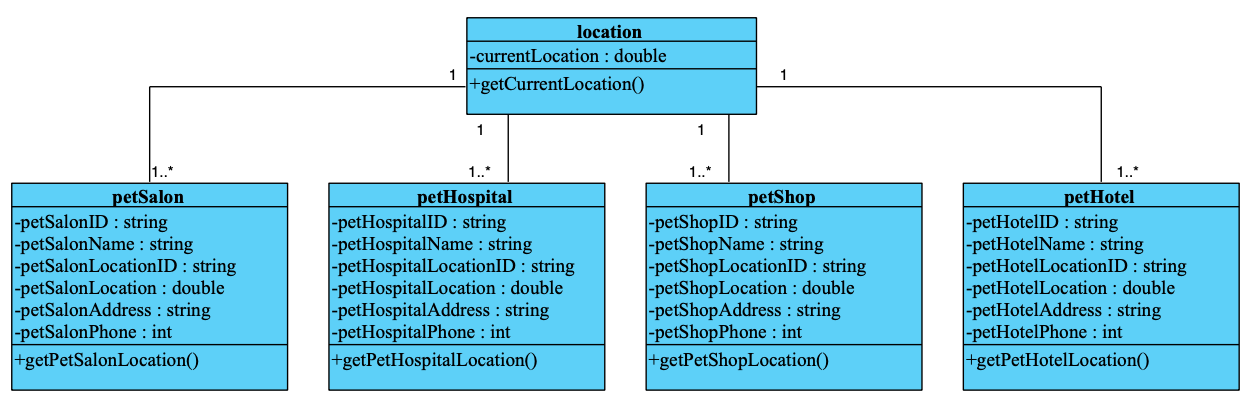 location
-currentLocation : double
+getCurrentLocation()
1
1
1
1
1..*
1..*
1..*
1..*
petSalon
-petSalonID : string
-petSalonName : string
-petSalonLocationID : string
-petSalonLocation : double
-petSalonAddress : string
-petSalonPhone : int
+getPetSalonLocation()
petHospital
-petHospitalID : string
-petHospitalName : string
-petHospitalLocationID : string
-petHospitalLocation : double
-petHospitalAddress : string
-petHospitalPhone : int
+getPetHospitalLocation()
petShop
-petShopID : string
-petShopName : string
-petShopLocationID : string
-petShopLocation : double
-petShopAddress : string
-petShopPhone : int
+getPetShopLocation()
petHotel
-petHotelID : string
-petHotelName : string
-petHotelLocationID : string
-petHotelLocation : double
-petHotelAddress : string
-petHotelPhone : int
+getPetHotelLocation()